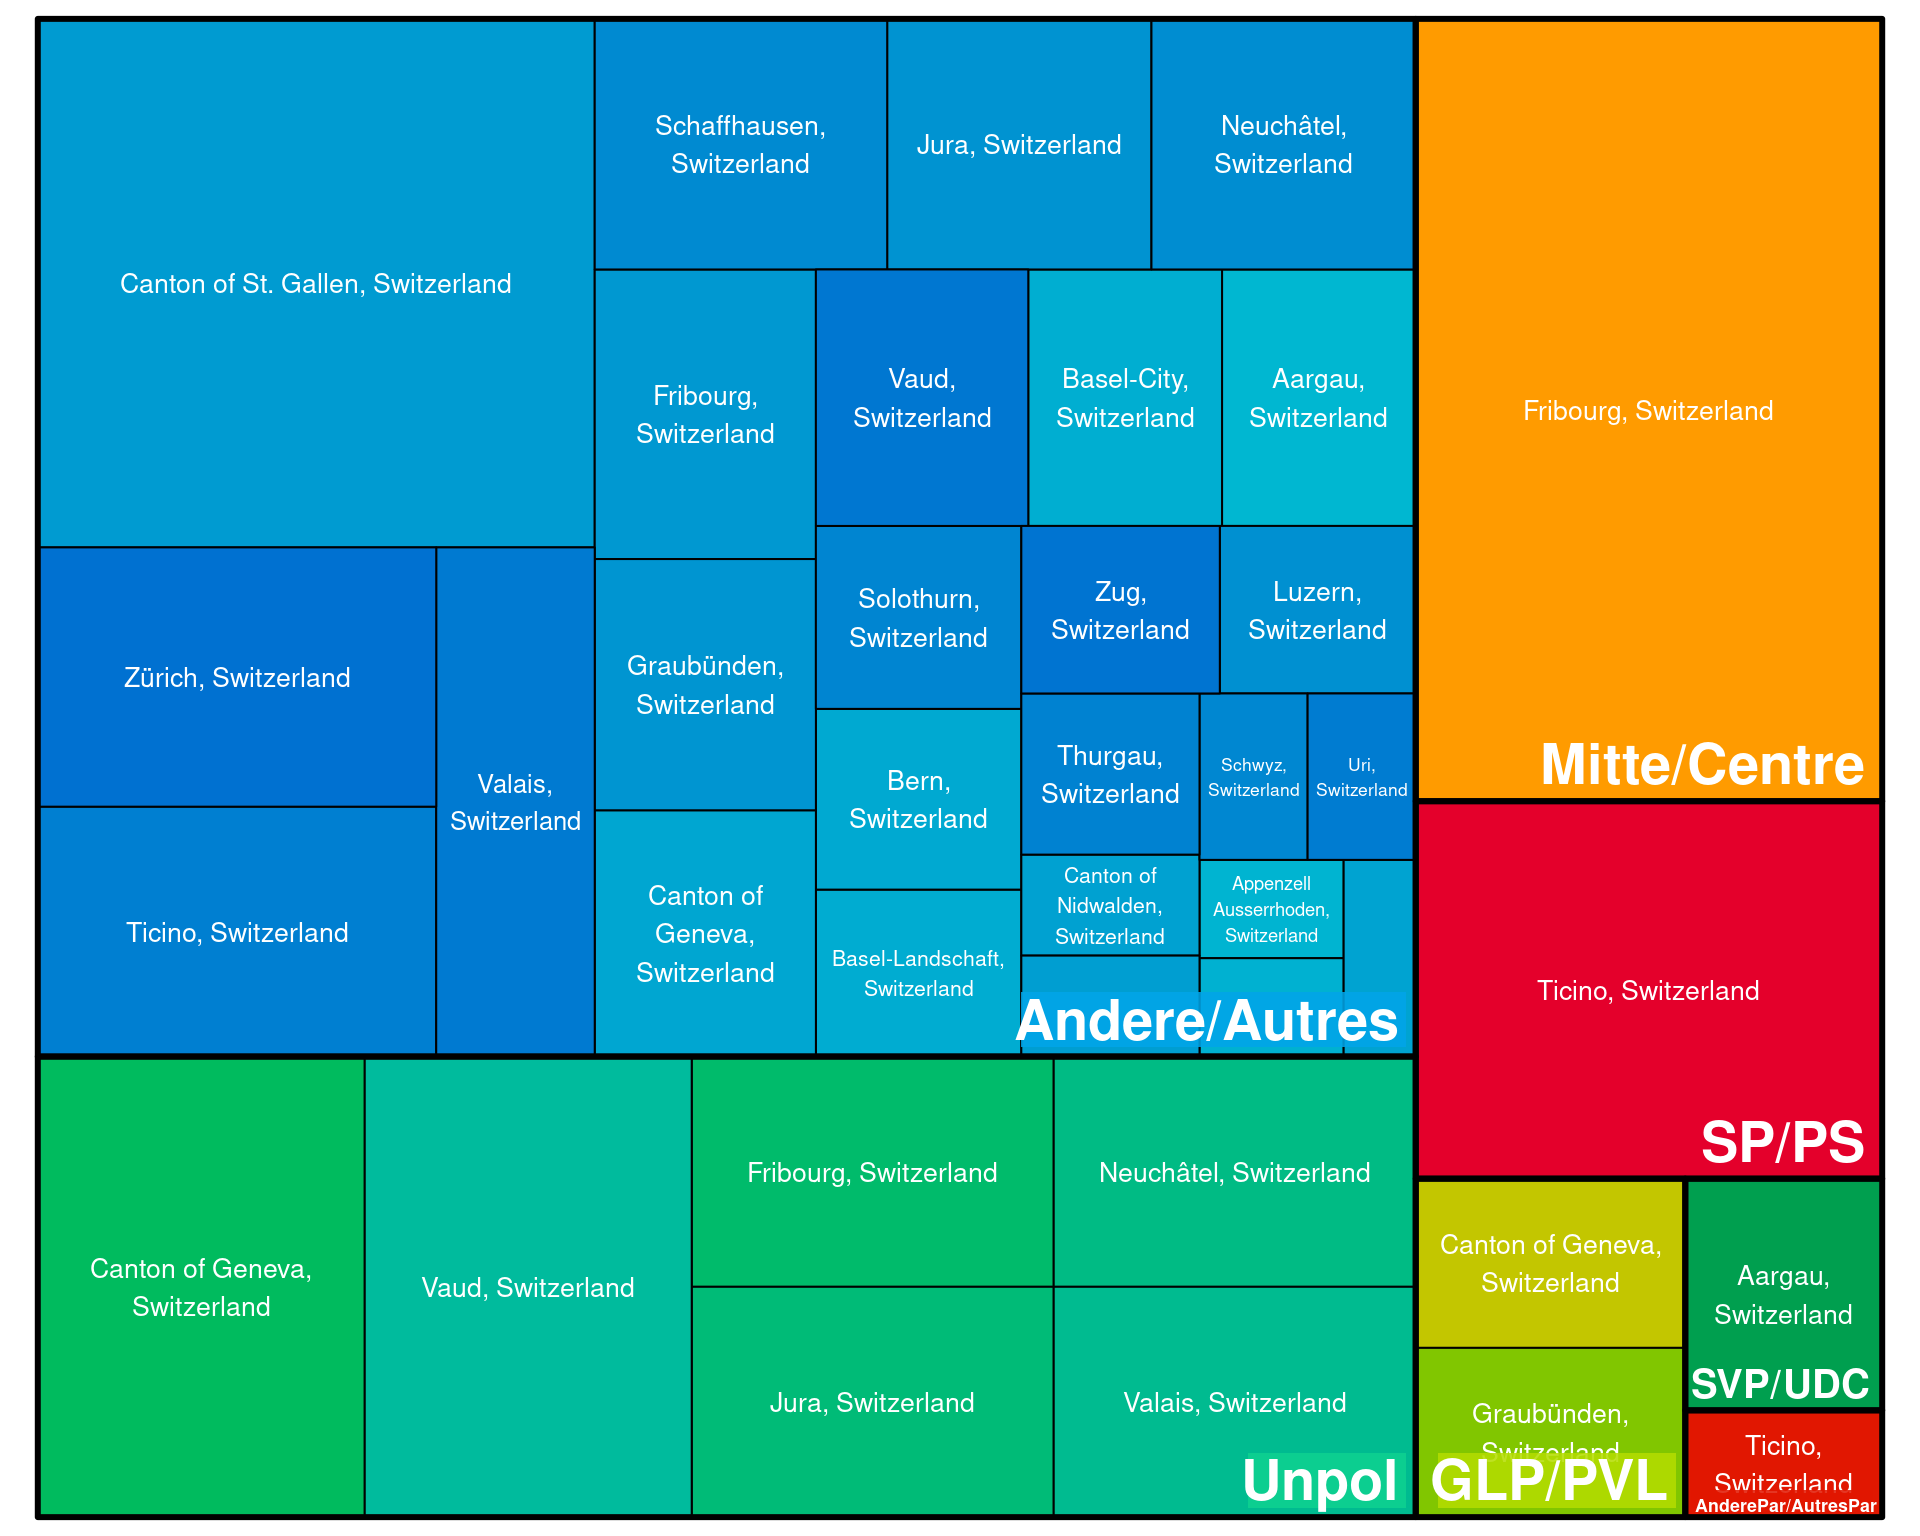 Canton of St. Gallen, Switzerland
Schaffhausen,
Switzerland
Jura, Switzerland
Neuchâtel,
Switzerland
Fribourg,
Switzerland
Vaud,
Switzerland
Basel-City,
Switzerland
Aargau,
Switzerland
Zürich, Switzerland
Valais,
Switzerland
Ticino, Switzerland
Graubünden,
Switzerland
Canton of
Geneva,
Switzerland
Solothurn,
Switzerland
Zug,
Switzerland
Luzern,
Switzerland
Bern,
Switzerland
Thurgau,
Switzerland
Schwyz,
Switzerland
Uri,
Switzerland
Basel-Landschaft,
Switzerland
Canton of
Nidwalden,
Switzerland
Appenzell
Ausserrhoden,
Switzerland
Andere/Autres
Fribourg, Switzerland
Mitte/Centre
Ticino, Switzerland
SP/PS
Canton of Geneva,
Switzerland
Vaud, Switzerland
Fribourg, Switzerland
Neuchâtel, Switzerland
Jura, Switzerland
Valais, Switzerland
Unpol
Canton of Geneva,
Switzerland
Graubünden,
Switzerland
GLP/PVL
Aargau,
Switzerland
SVP/UDC
Ticino,
Switzerland
AnderePar/AutresPar